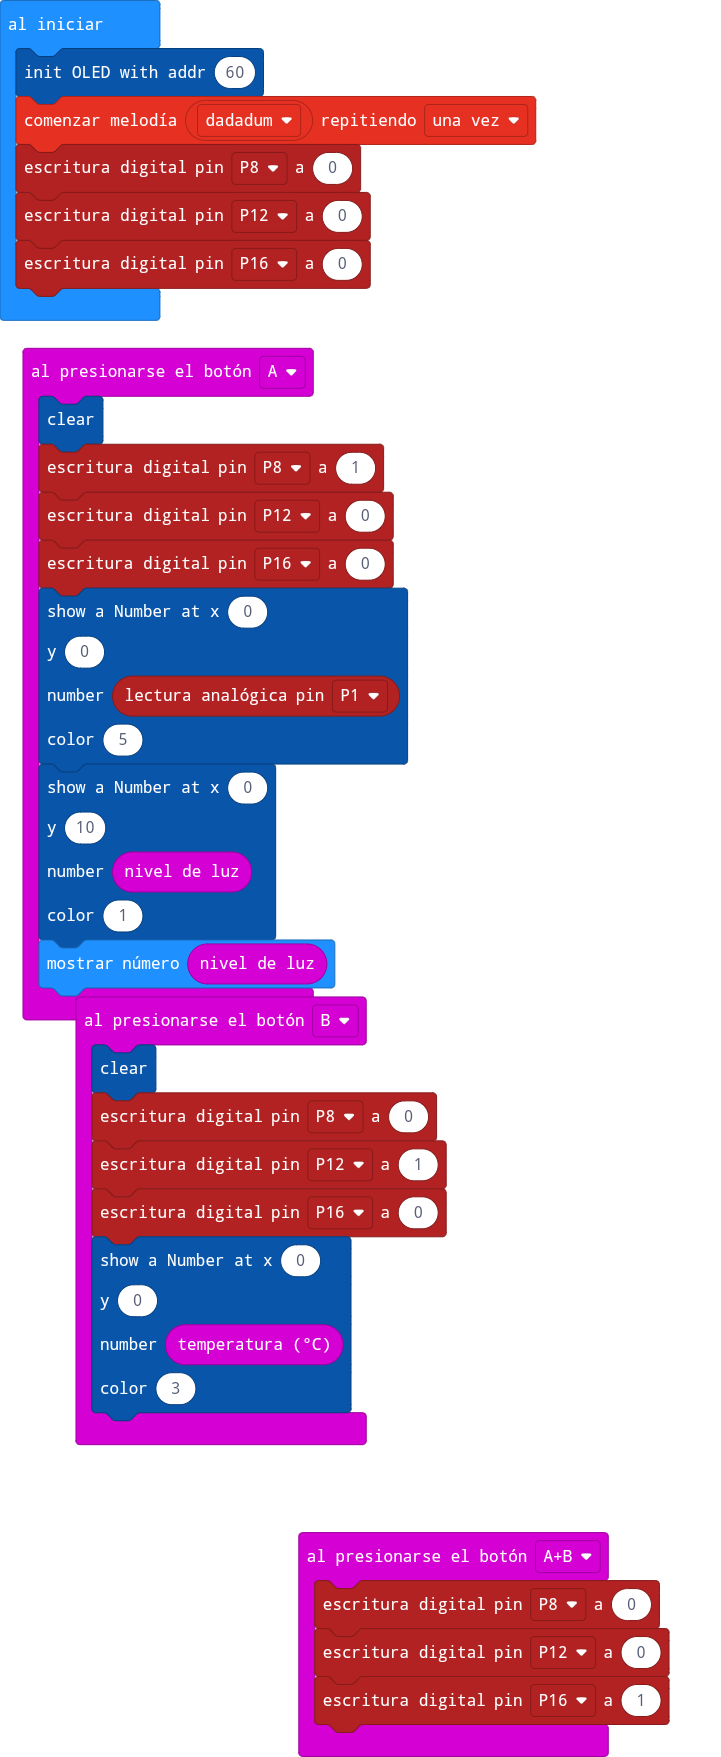 al iniciar
init OLED with addr 60
comenzar melodía dadadum repitiendo una vez
escritura digital pin P8 a 0
escritura digital pin P12 a 0
escritura digital pin P16 a 0
al presionarse el botón A
clear
escritura digital pin P8 a 1
escritura digital pin P12 a 0
escritura digital pin P16 a 0
show a Number at x 0
y 0
number lectura analógica pin P1
color 5
show a Number at x 0
y 10
number nivel de luz
color 1
mostrar número nivel de luz
al presionarse el botón B
clear
escritura digital pin P8 a 0
escritura digital pin P12 a 1
escritura digital pin P16 a 0
show a Number at x 0
y 0
number temperatura (°C)
color 3
al presionarse el botón A+B
escritura digital pin P8 a 0
escritura digital pin P12 a 0
escritura digital pin P16 a 1